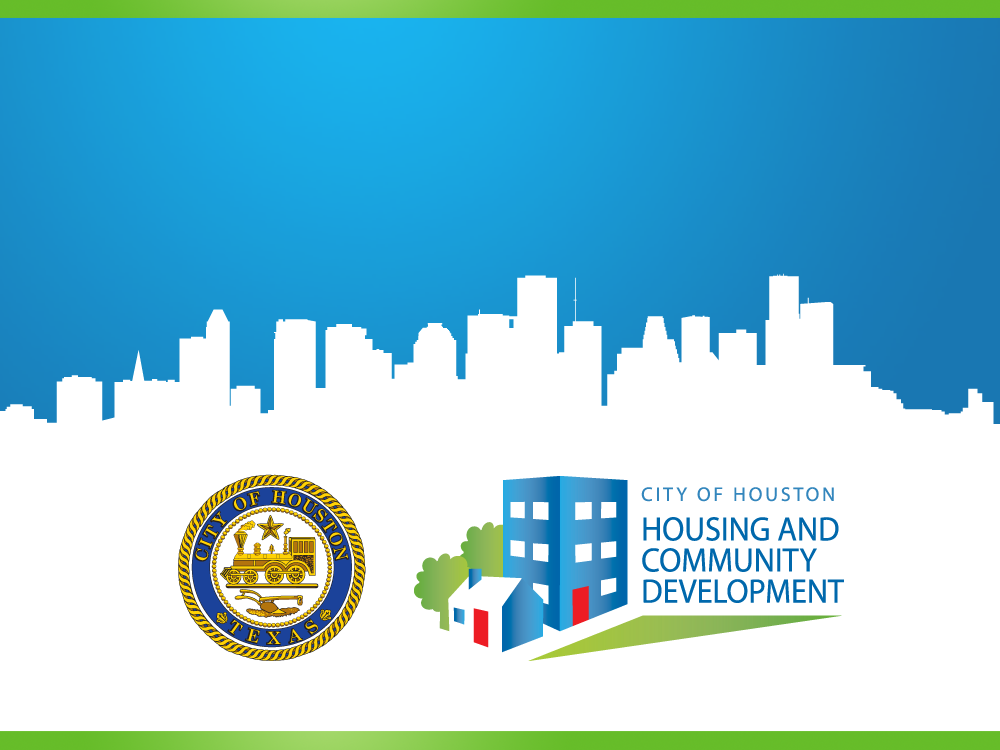 CITY OF HOUSTON
TEXAS
CITY OF HOUSTON
HOUSING AND
COMMUNITY
DEVELOPMENT